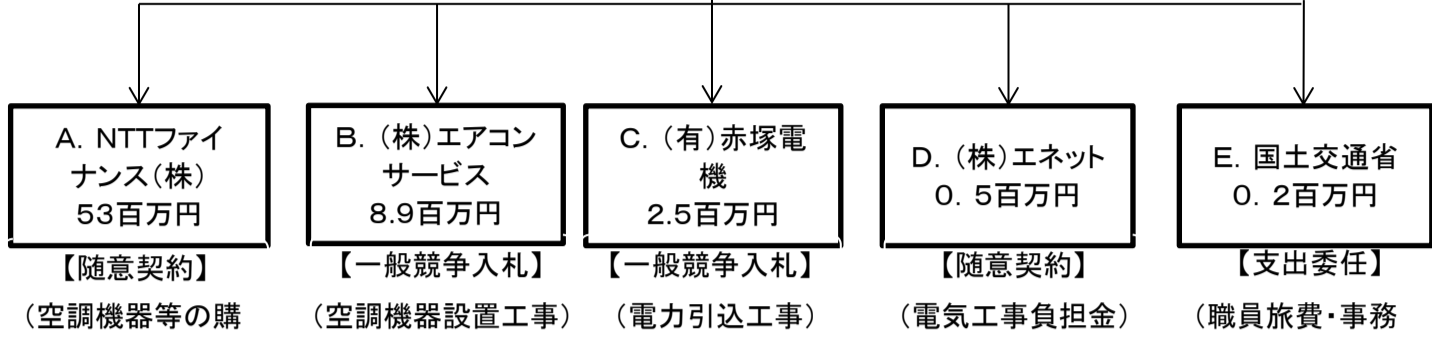 A. NTTファイ
ナンス(株)
53百万円
【随意契約】
(空調機器等の購
B. (株)エアコン
サービス
8.9百万円
【一般競争入札】
(空調機器設置工事)
C. (有)赤塚電
機
2.5百万円
【一般競争入札】
(電力引込工事)
D. (株)エネット
0. 5百万円
【随意契約】
(電気工事負担金)
E. 国土交通省
0. 2百万円
【支出委任】
(職員旅費・事務